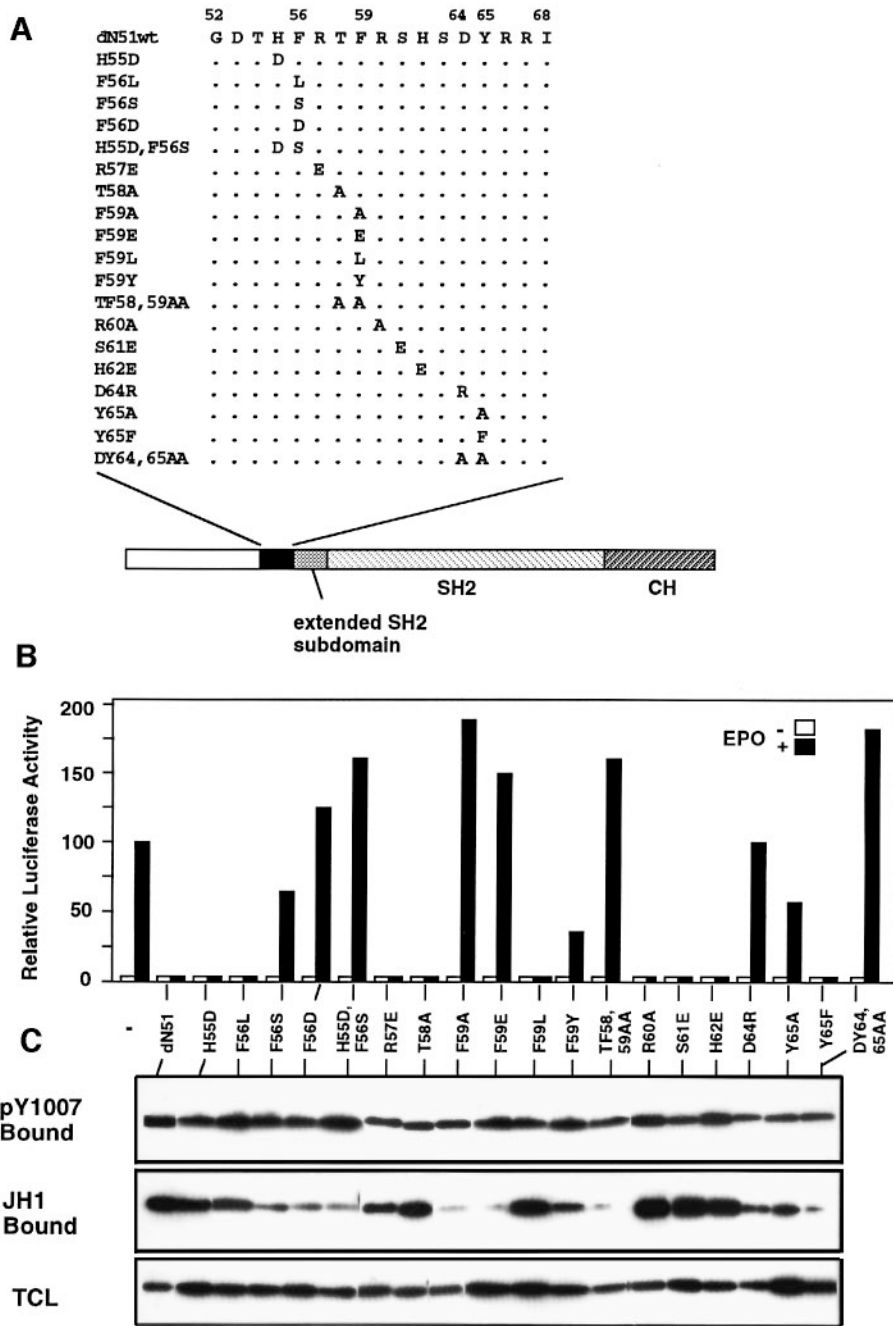 A
52 56 59 64 65 68
dN51wt G D T H F R T F R S H S D Y R R I
H55D . . . D . . . . . . . . . . . . .
F56L . . . . L . . . . . . . . . . . .
F56S . . . . S . . . . . . . . . . . .
F56D . . . . D . . . . . . . . . . . .
H55D,F56S . . . D S . . . . . . . . . . . .
R57E . . . . . E . . . . . . . . . . .
T58A . . . . . . A . . . . . . . . . .
F59A . . . . . . . A . . . . . . . . .
F59E . . . . . . . E . . . . . . . . .
F59L . . . . . . . L . . . . . . . . .
F59Y . . . . . . . Y . . . . . . . . .
TF58,59AA . . . . . . A A . . . . . . . . .
R60A . . . . . . . . A . . . . . . . .
S61E . . . . . . . . . E . . . . . . .
H62E . . . . . . . . . . E . . . . . .
D64R . . . . . . . . . . . . R . . . .
Y65A . . . . . . . . . . . . . A . . .
Y65F . . . . . . . . . . . . . F . . .
DY64,65AA . . . . . . . . . . . . A A . . .
SH2 CH
extended SH2
subdomain
B
Relative Luciferase Activity
200
150
100
50
0
EPO -
+
- dN51 H55D F56L F56S F56D H55D, F56S R57E T58A F59A F59E F59L F59Y TF58, 59AA R60A S61E H62E D64R Y65A Y65F DY64, 65AA
C
pY1007
Bound
JH1
Bound
TCL